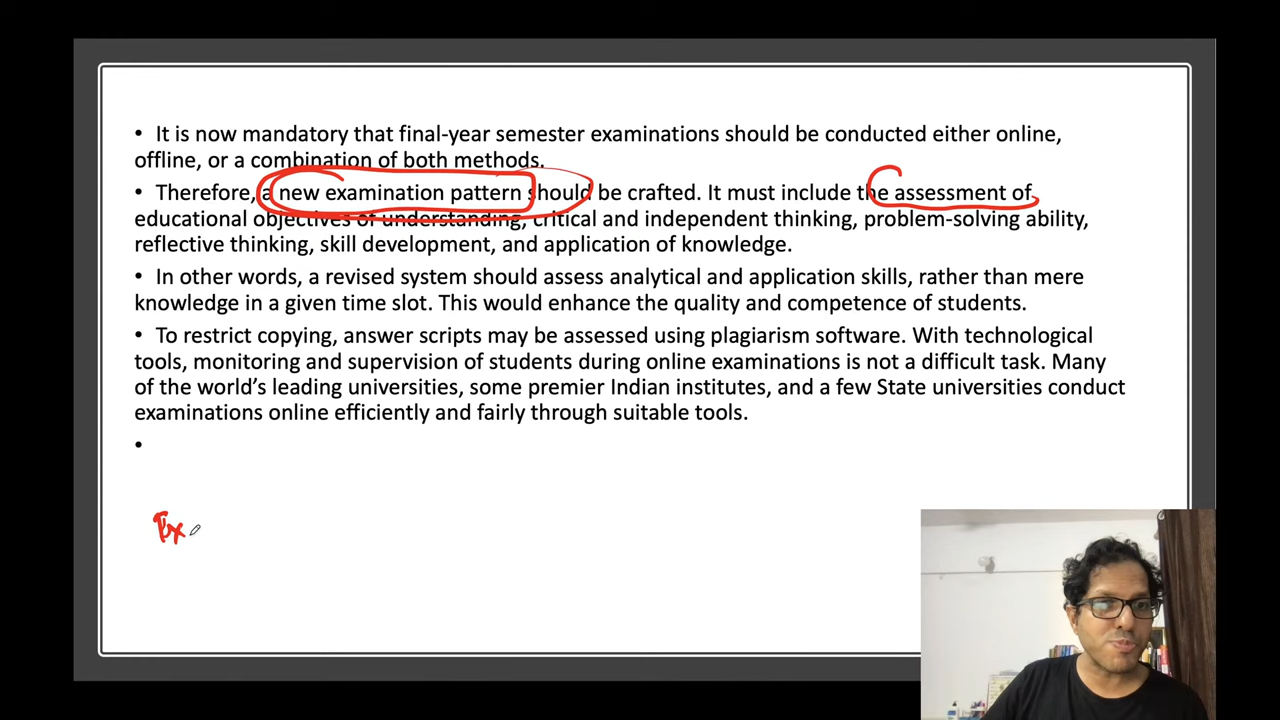 • It is now mandatory that final-year semester examinations should be conducted either online,
offline, or a combination of both methods.
• Therefore, a new examination pattern should be crafted. It must include the assessment of
educational objectives of understanding, critical and independent thinking, problem-solving ability,
reflective thinking, skill development, and application of knowledge.
• In other words, a revised system should assess analytical and application skills, rather than mere
knowledge in a given time slot. This would enhance the quality and competence of students.
• To restrict copying, answer scripts may be assessed using plagiarism software. With technological
tools, monitoring and supervision of students during online examinations is not a difficult task. Many
of the world’s leading universities, some premier Indian institutes, and a few State universities conduct
examinations online efficiently and fairly through suitable tools.
•
Ex